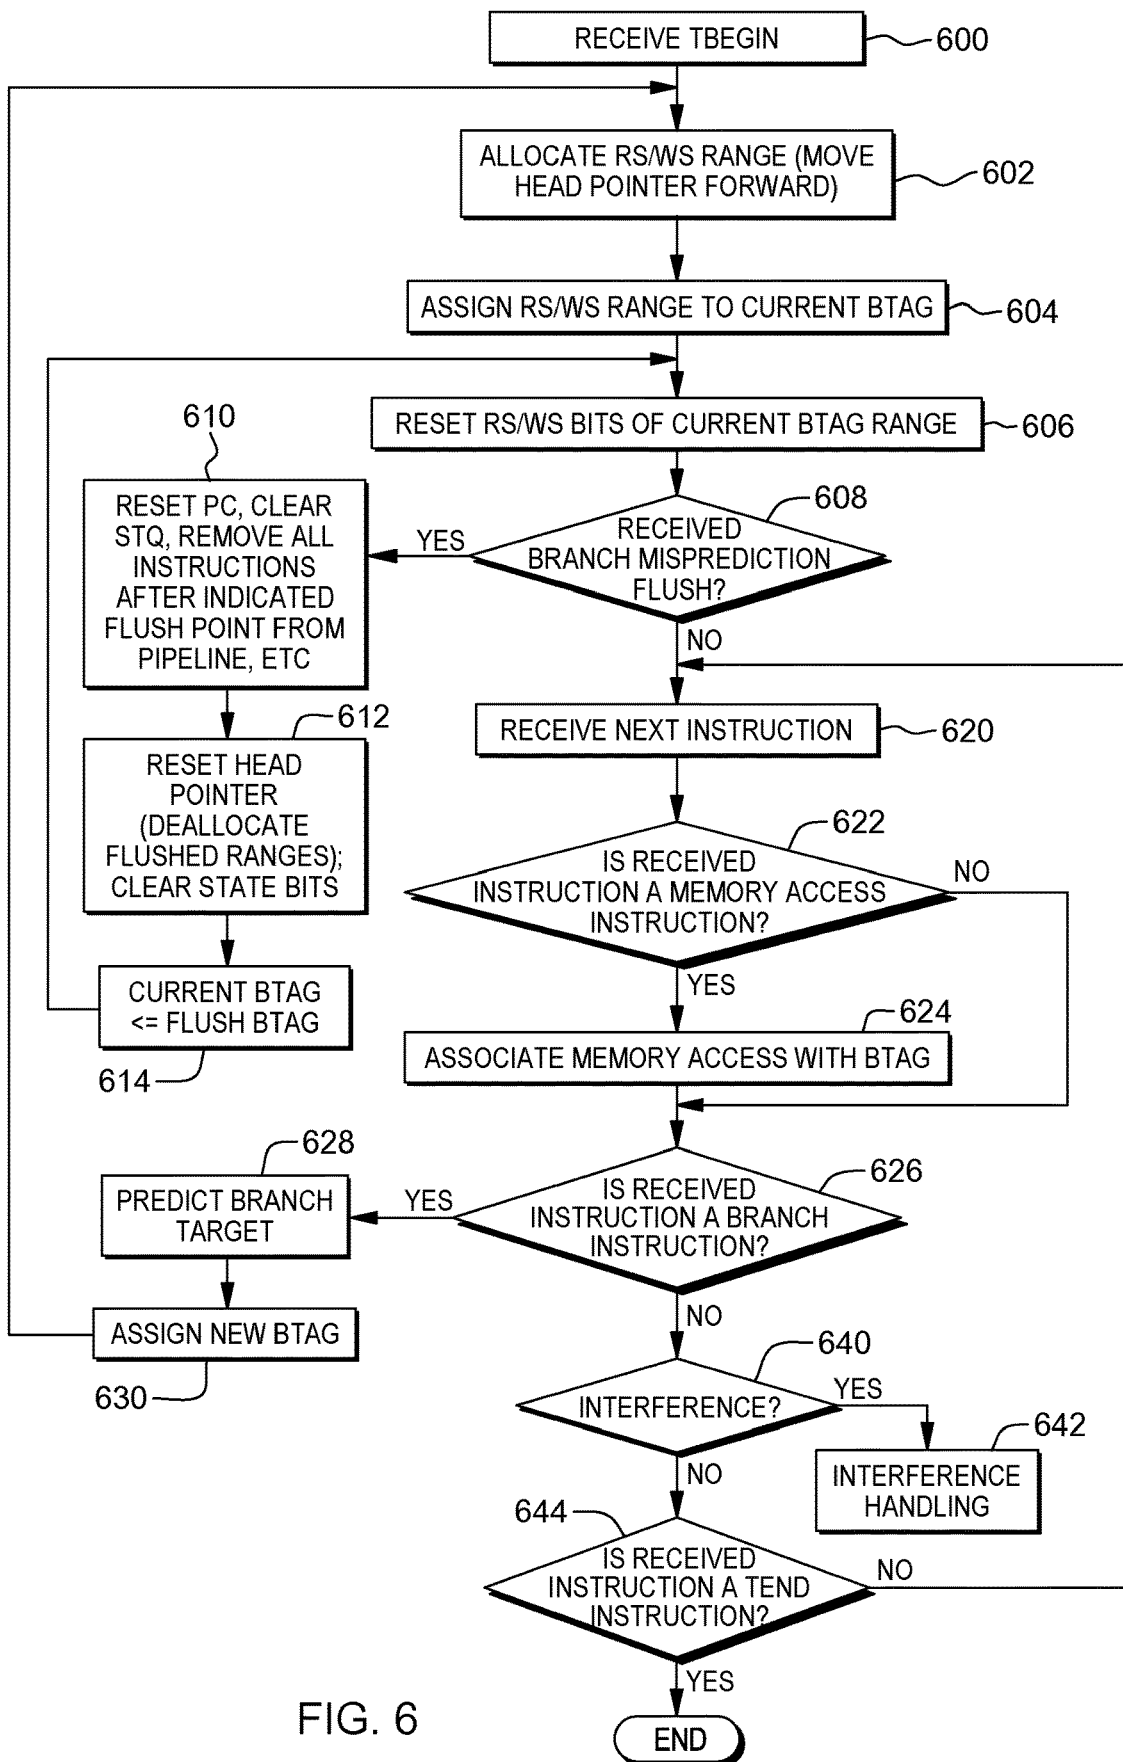 RECEIVE TBEGIN
600
ALLOCATE RS/WS RANGE (MOVE
HEAD POINTER FORWARD)
602
ASSIGN RS/WS RANGE TO CURRENT BTAG
604
RESET RS/WS BITS OF CURRENT BTAG RANGE
606
608
RECEIVED
BRANCH MISPREDICTION
FLUSH?
YES
NO
610
RESET PC, CLEAR
STQ, REMOVE ALL
INSTRUCTIONS
AFTER INDICATED
FLUSH POINT FROM
PIPELINE, ETC
612
RESET HEAD
POINTER
(DEALLOCATE
FLUSHED RANGES);
CLEAR STATE BITS
CURRENT BTAG
<= FLUSH BTAG
614
RECEIVE NEXT INSTRUCTION
620
622
IS RECEIVED
INSTRUCTION A MEMORY ACCESS
INSTRUCTION?
NO
YES
624
ASSOCIATE MEMORY ACCESS WITH BTAG
626
IS RECEIVED
INSTRUCTION A BRANCH
INSTRUCTION?
YES
NO
628
PREDICT BRANCH
TARGET
ASSIGN NEW BTAG
630
640
INTERFERENCE?
YES
NO
642
INTERFERENCE
HANDLING
644
IS RECEIVED
INSTRUCTION A TEND
INSTRUCTION?
NO
YES
END
FIG. 6